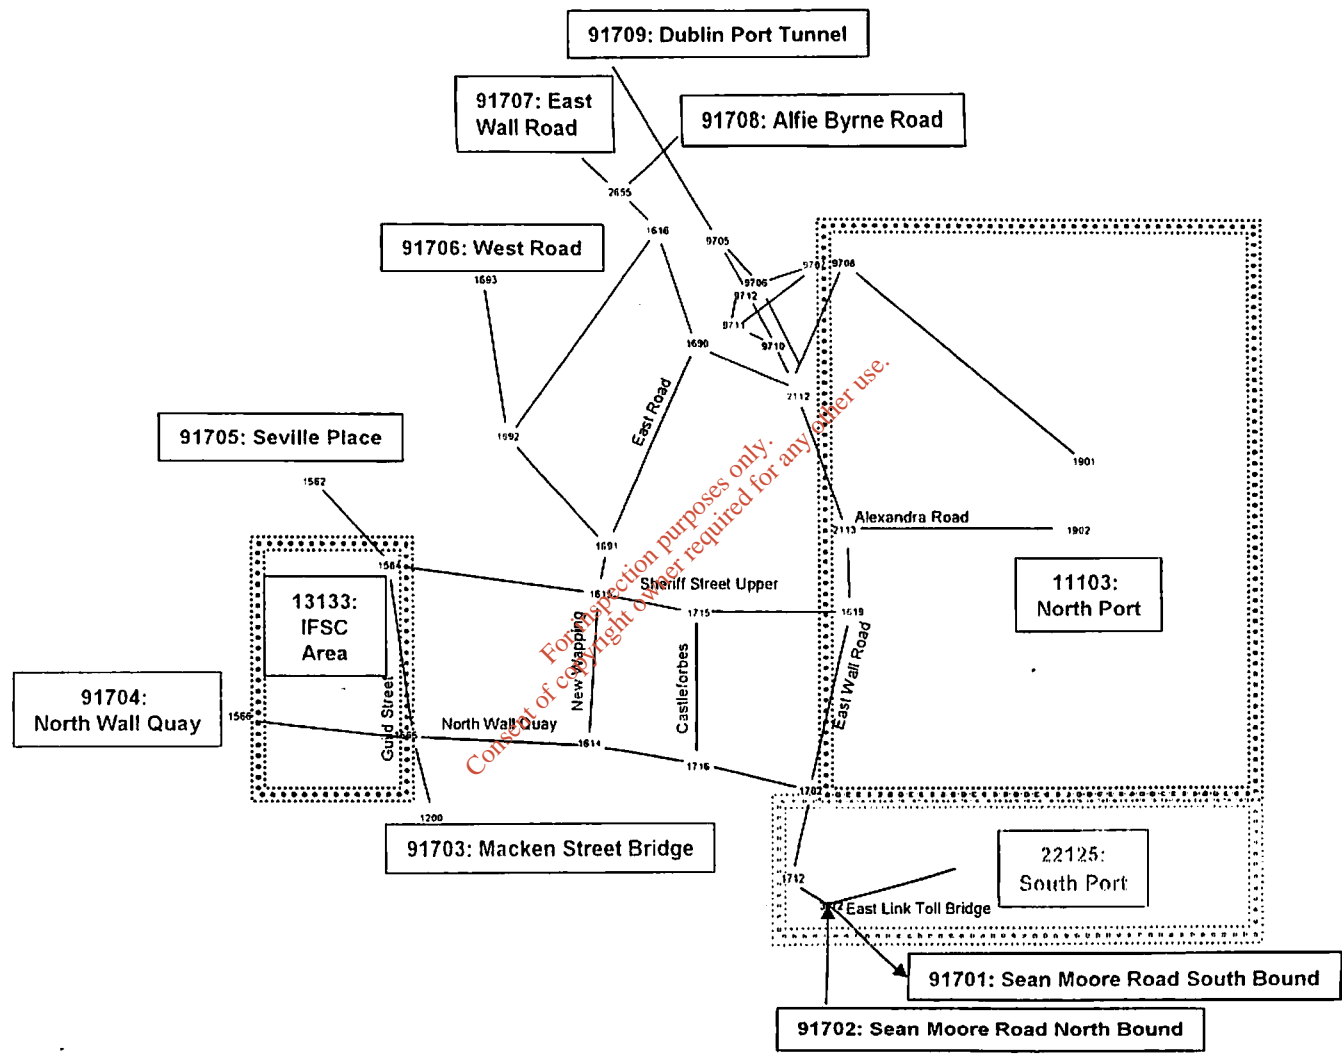 91709: Dublin Port Tunnel
91707: East
Wall Road
91708: Alfie Byrne Road
2655
1616
91706: West Road
1693
9705
9706
9712
9711
9710
9708
1690
2112
East Road
1692
91705: Seville Place
1562
1901
Alexandra Road
2113
1902
1691
1564
Sheriff Street Upper
1715
1619
13133:
IFSC
Area
11103:
North Port
New Wapping
Castleforbes
East Wall Road
91704:
North Wall Quay
1566
Guild Street
North Wall Quay
1614
1716
1702
1200
91703: Macken Street Bridge
22125:
South Port
East Link Toll Bridge
91701: Sean Moore Road South Bound
91702: Sean Moore Road North Bound
For inspection purposes only.
Consent of copyright owner required for any other use.